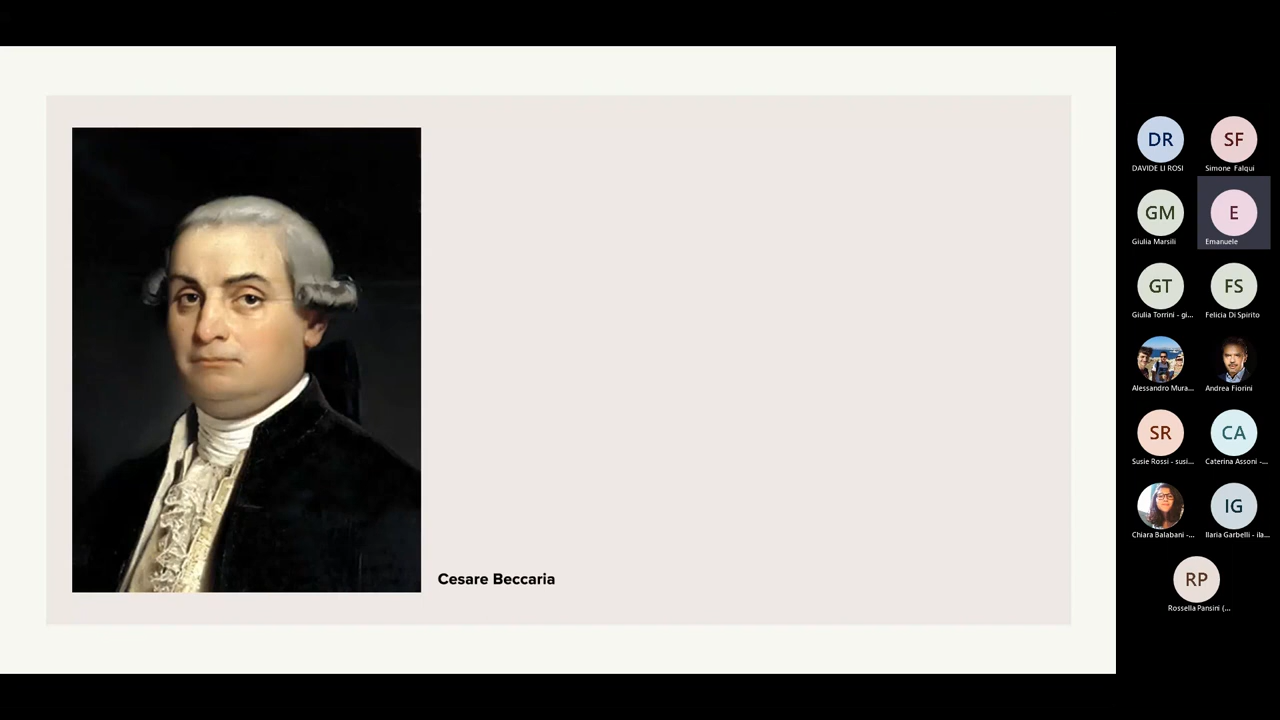 Cesare Beccaria
DR
DAVIDE LI ROSI
SF
Simone Falqui
GM
Giulia Marsili
E
Emanuele
GT
Giulia Torrini - gi...
FS
Felicia Di Spirito
Alessandro Mura...
Andrea Fiorini
SR
Susie Rossi - susi...
CA
Caterina Assoni -...
Chiara Balabani -...
IG
Ilaria Garbelli - ila...
RP
Rossella Pansini (...